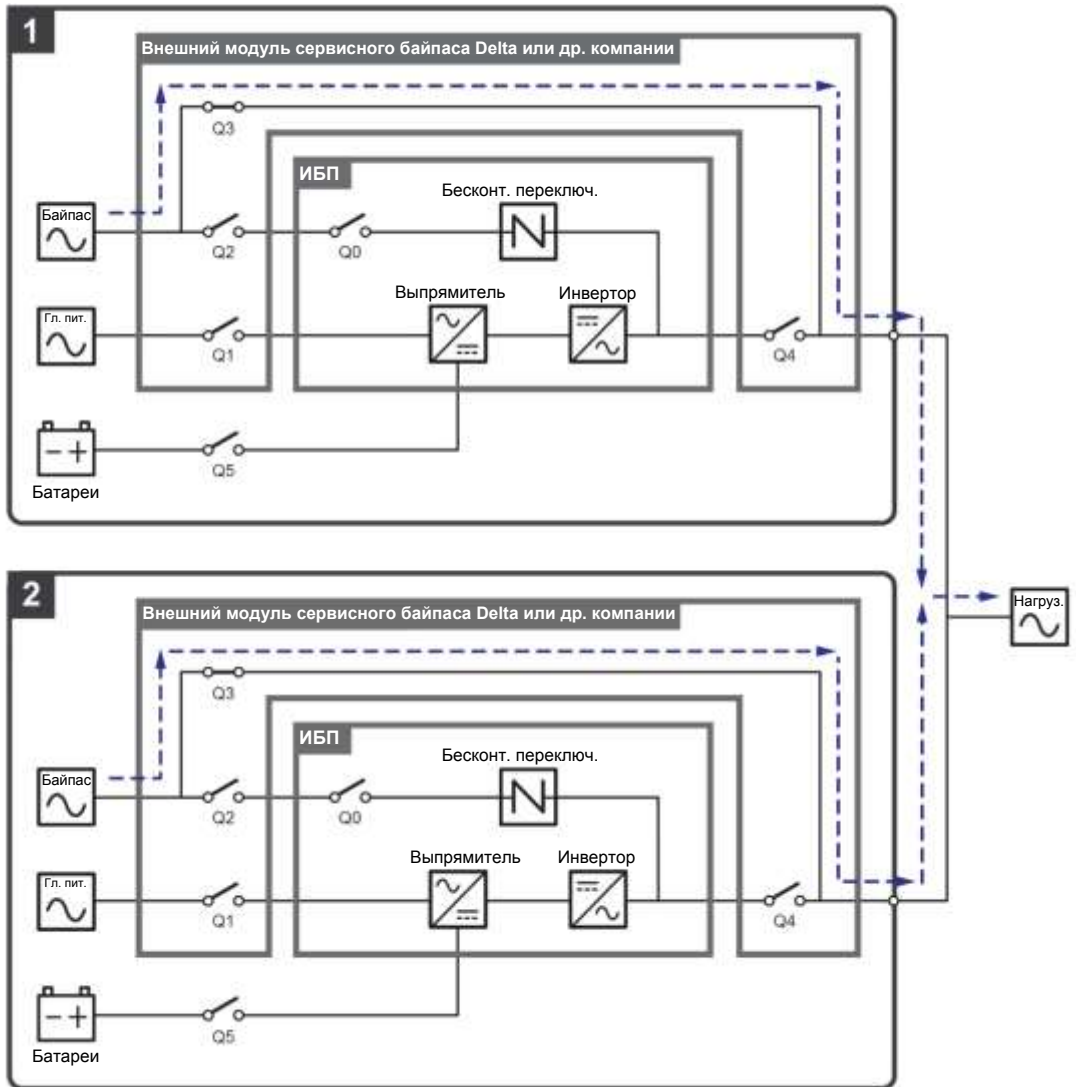 1
Внешний модуль сервисного байпаса Delta или др. компании
Q3
ИБП
Бесконт. переключ.
Байпас
Q2
Q0
Выпрямитель
Инвертор
Гл. пит.
Q1
Q4
- +
Q5
Батареи
2
Внешний модуль сервисного байпаса Delta или др. компании
Нагруз.
Q3
ИБП
Бесконт. переключ.
Байпас
Q2
Q0
Выпрямитель
Инвертор
Гл. пит.
Q1
Q4
- +
Q5
Батареи